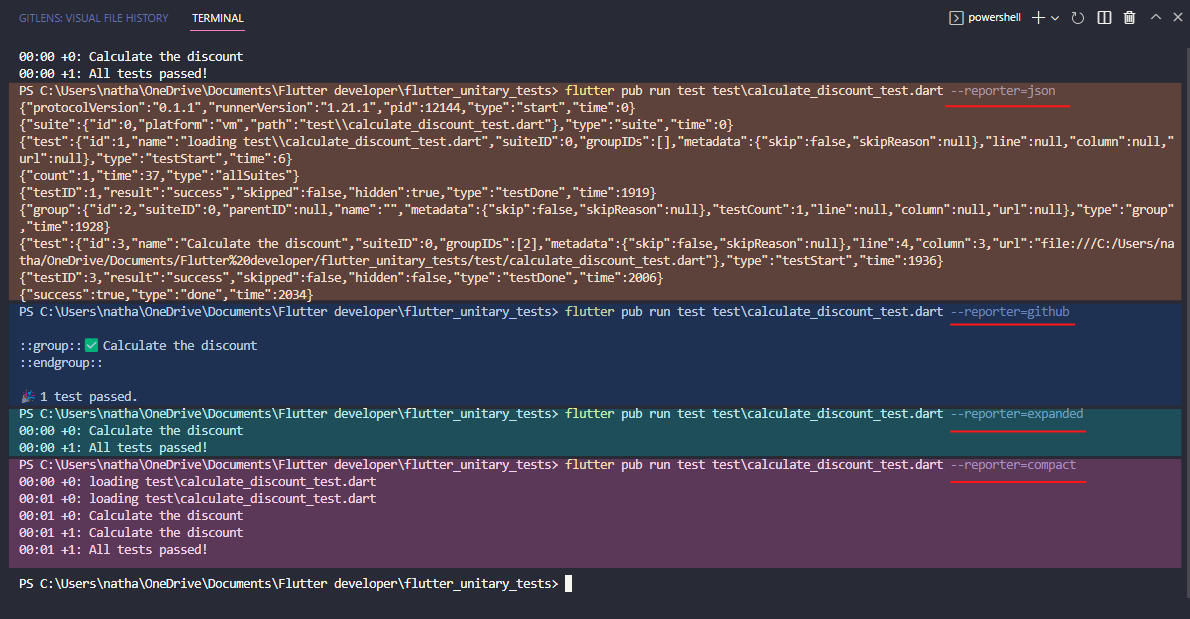 GITLENS: VISUAL FILE HISTORY TERMINAL powershell
00:00 +0: Calculate the discount
00:00 +1: All tests passed!
PS C:\Users\natha\OneDrive\Documents\Flutter developer\flutter_unitary_tests> flutter pub run test test\calculate_discount_test.dart --reporter=json
{"protocolVersion":"0.1.1","runnerVersion":"1.21.1","pid":12144,"type":"start","time":0}
{"suite":{"id":0,"platform":"vm","path":"test\\calculate_discount_test.dart"},"type":"suite","time":0}
{"test":{"id":1,"name":"loading test\\calculate_discount_test.dart","suiteID":0,"groupIDs":[],"metadata":{"skip":false,"skipReason":null},"line":null,"column":null,"
url":null},"type":"testStart","time":6}
{"count":1,"time":37,"type":"allSuites"}
{"testID":1,"result":"success","skipped":false,"hidden":true,"type":"testDone","time":1919}
{"group":{"id":2,"suiteID":0,"parentID":null,"name":"","metadata":{"skip":false,"skipReason":null},"testCount":1,"line":null,"column":null,"url":null},"type":"group"
,"time":1928}
{"test":{"id":3,"name":"Calculate the discount","suiteID":0,"groupIDs":[2],"metadata":{"skip":false,"skipReason":null},"line":4,"column":3,"url":"file:///C:/Users/na
tha/OneDrive/Documents/Flutter%20developer/flutter_unitary_tests/test/calculate_discount_test.dart"},"type":"testStart","time":1936}
{"testID":3,"result":"success","skipped":false,"hidden":false,"type":"testDone","time":2006}
{"success":true,"type":"done","time":2034}
PS C:\Users\natha\OneDrive\Documents\Flutter developer\flutter_unitary_tests> flutter pub run test test\calculate_discount_test.dart --reporter=github
::group::✅ Calculate the discount
::endgroup::
🎉 1 test passed.
PS C:\Users\natha\OneDrive\Documents\Flutter developer\flutter_unitary_tests> flutter pub run test test\calculate_discount_test.dart --reporter=expanded
00:00 +0: Calculate the discount
00:00 +1: All tests passed!
PS C:\Users\natha\OneDrive\Documents\Flutter developer\flutter_unitary_tests> flutter pub run test test\calculate_discount_test.dart --reporter=compact
00:00 +0: loading test\calculate_discount_test.dart
00:01 +0: loading test\calculate_discount_test.dart
00:01 +0: Calculate the discount
00:01 +1: Calculate the discount
00:01 +1: All tests passed!
PS C:\Users\natha\OneDrive\Documents\Flutter developer\flutter_unitary_tests>